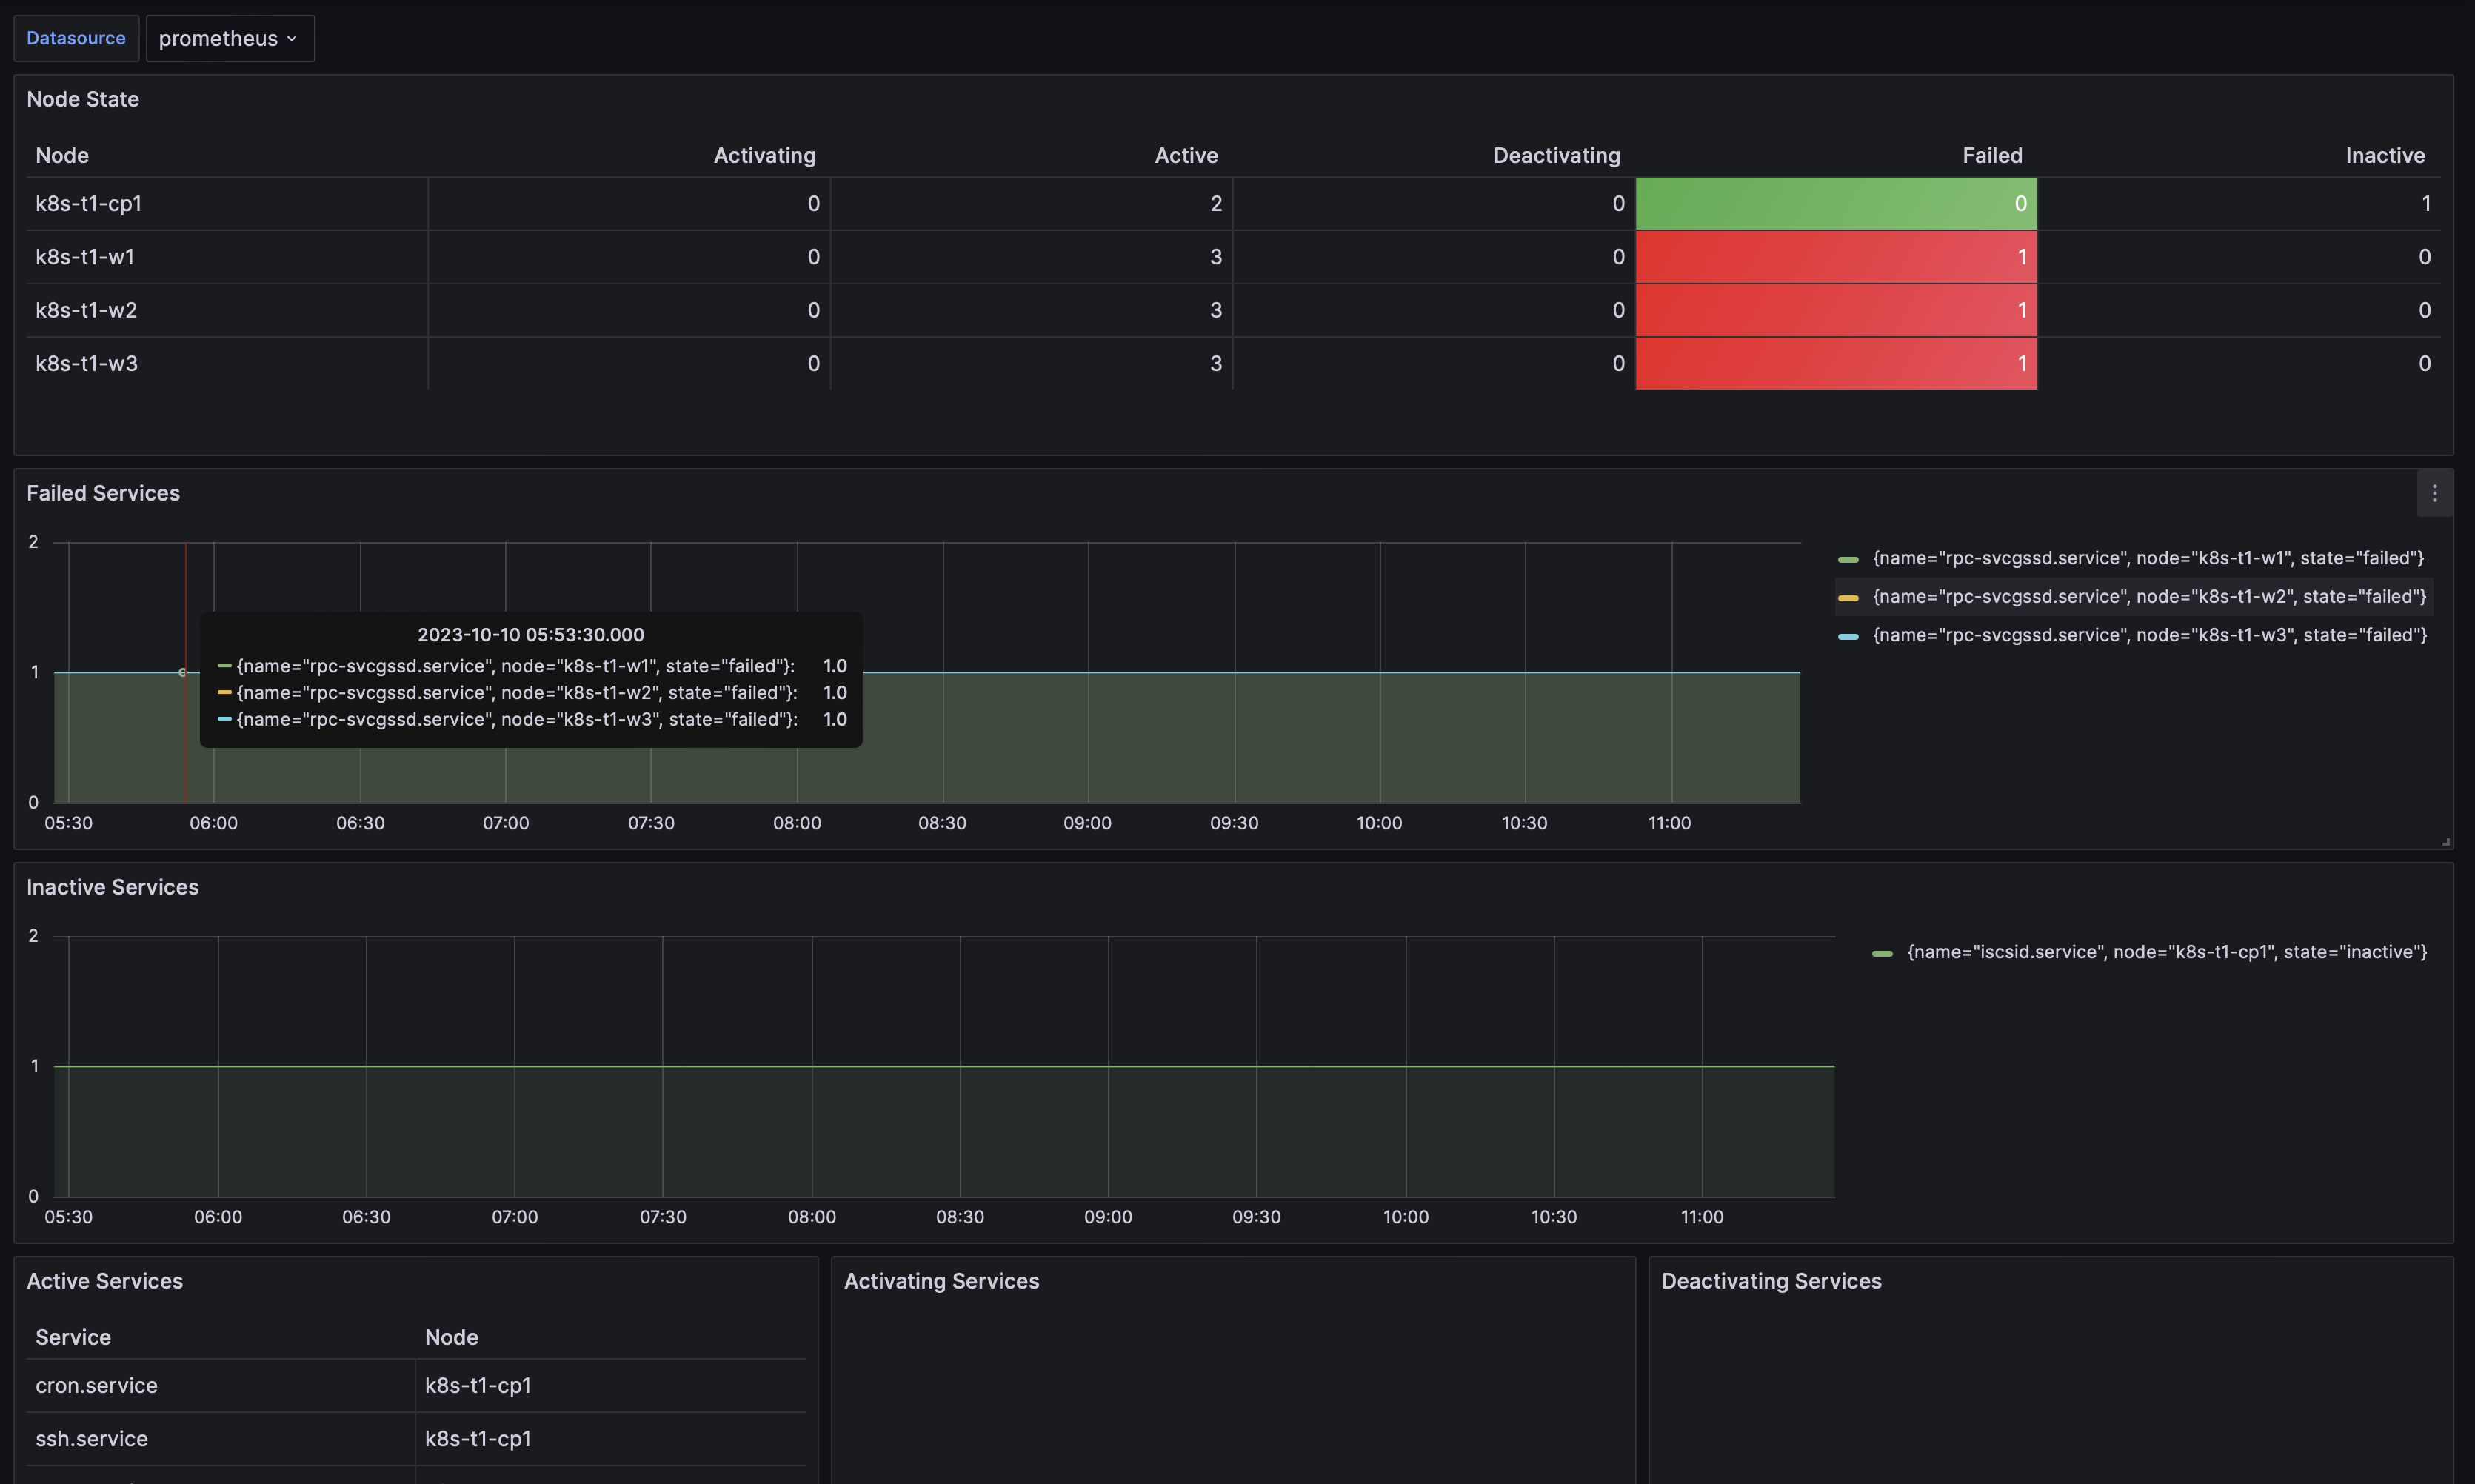 Datasource prometheus
Node State
Node Activating Active Deactivating Failed Inactive
k8s-t1-cp1 0 2 0 0 1
k8s-t1-w1 0 3 0 1 0
k8s-t1-w2 0 3 0 1 0
k8s-t1-w3 0 3 0 1 0
Failed Services
2
1
0
05:30 06:00 06:30 07:00 07:30 08:00 08:30 09:00 09:30 10:00 10:30 11:00
2023-10-10 05:53:30.000
{name="rpc-svcgssd.service", node="k8s-t1-w1", state="failed"}: 1.0
{name="rpc-svcgssd.service", node="k8s-t1-w2", state="failed"}: 1.0
{name="rpc-svcgssd.service", node="k8s-t1-w3", state="failed"}: 1.0
{name="rpc-svcgssd.service", node="k8s-t1-w1", state="failed"}
{name="rpc-svcgssd.service", node="k8s-t1-w2", state="failed"}
{name="rpc-svcgssd.service", node="k8s-t1-w3", state="failed"}
Inactive Services
2
1
0
05:30 06:00 06:30 07:00 07:30 08:00 08:30 09:00 09:30 10:00 10:30 11:00
{name="iscsid.service", node="k8s-t1-cp1", state="inactive"}
Active Services
Service Node
cron.service k8s-t1-cp1
ssh.service k8s-t1-cp1
Activating Services
Deactivating Services